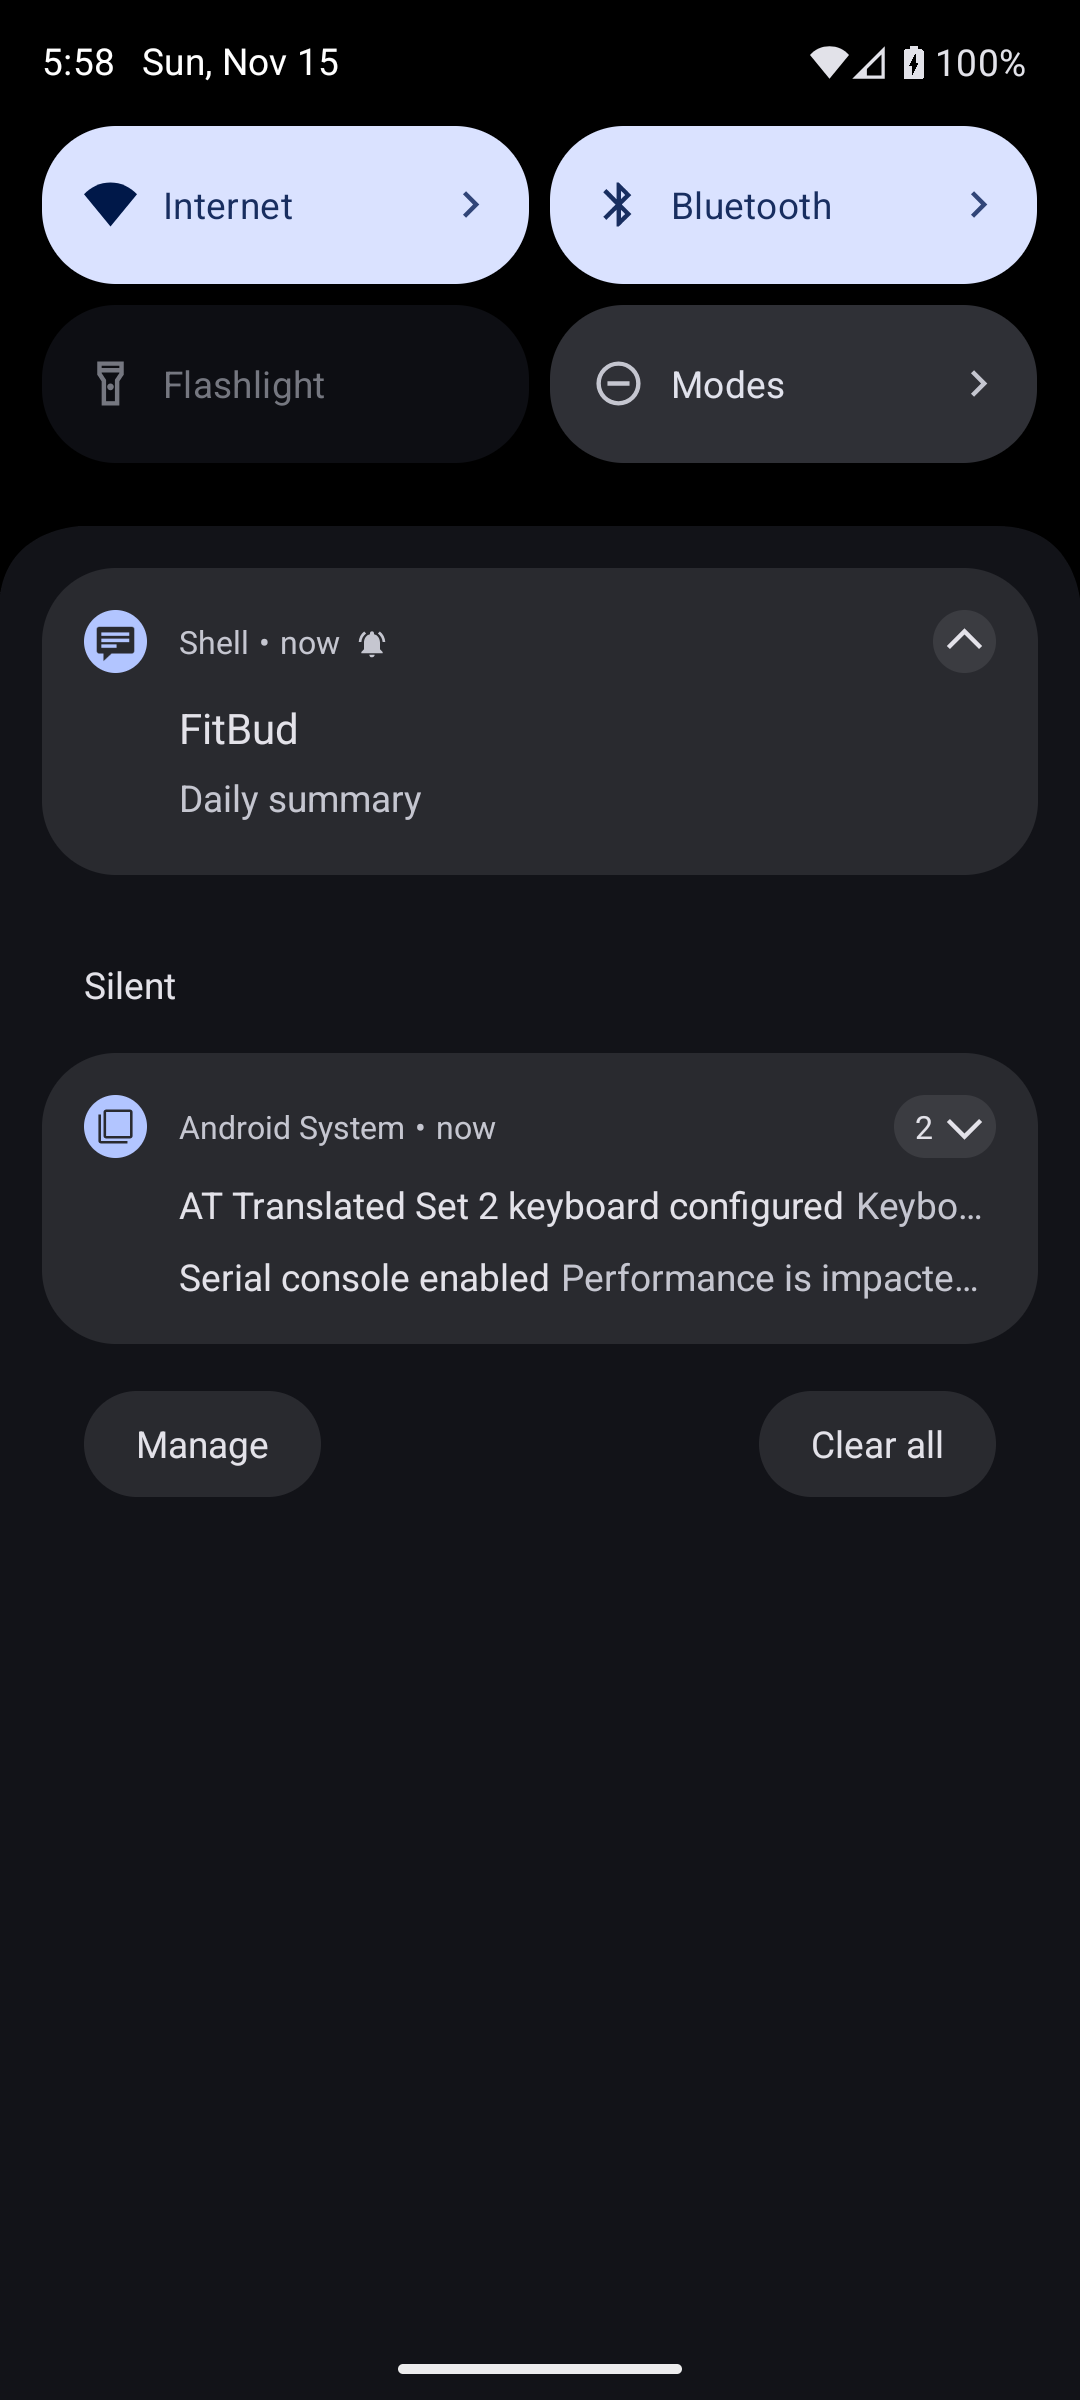 5:58 Sun, Nov 15 100%
Internet
Bluetooth
Flashlight
Modes
Shell • now
FitBud
Daily summary
Silent
Android System • now 2
AT Translated Set 2 keyboard configured Keybo…
Serial console enabled Performance is impacte…
Manage
Clear all